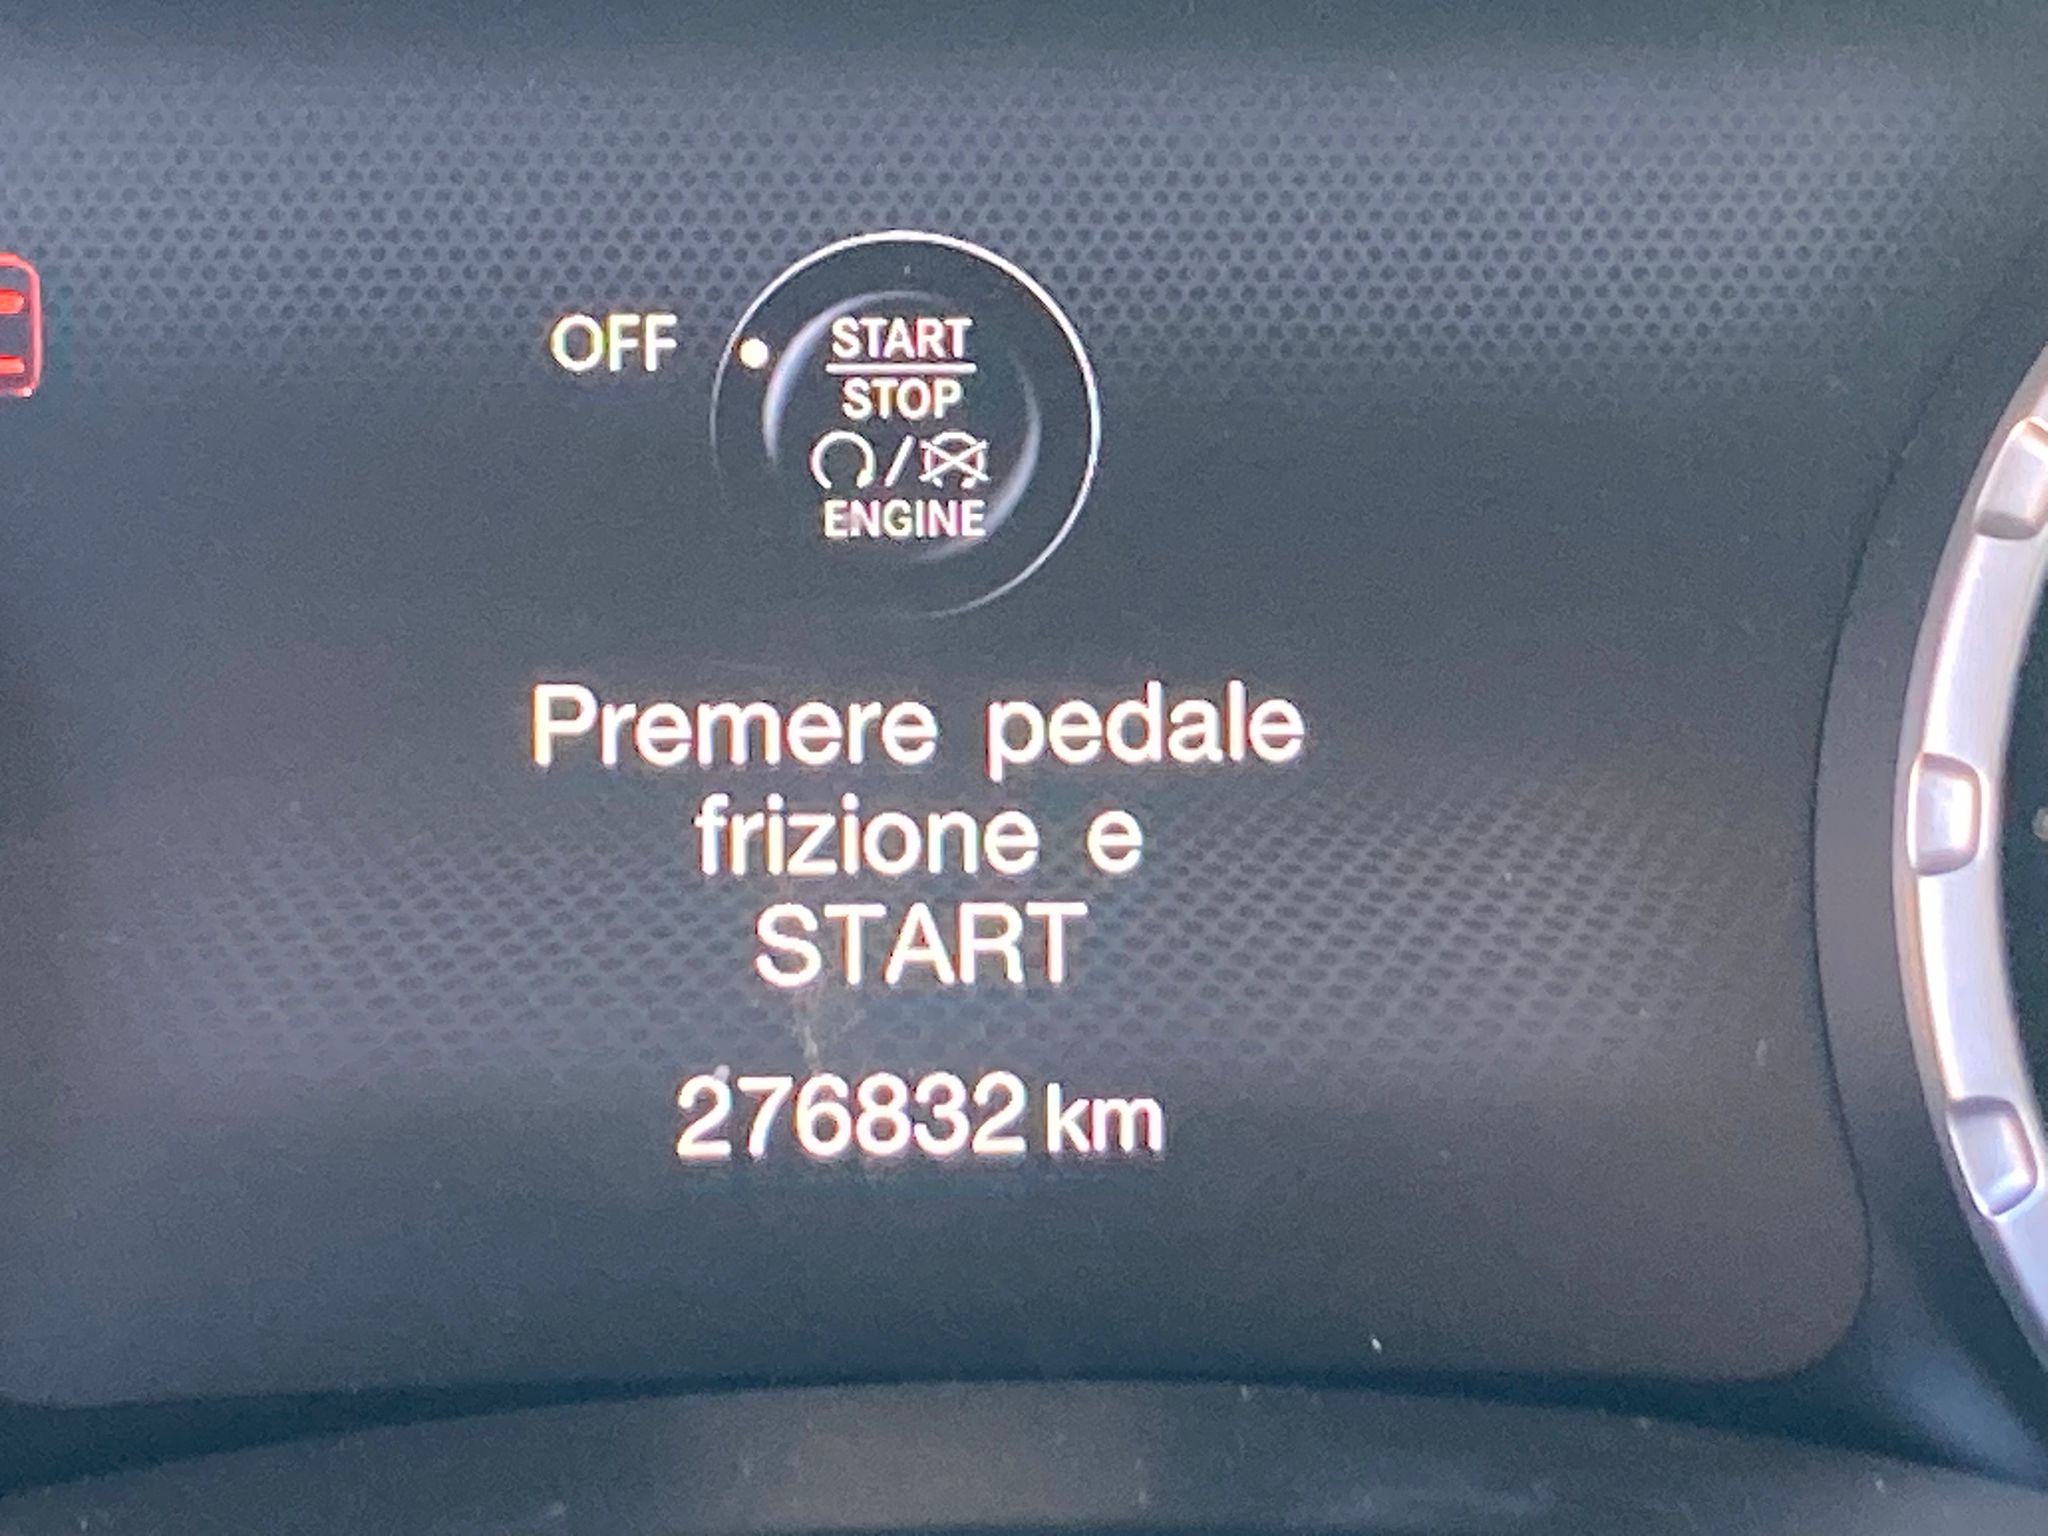 OFF
START
STOP
ENGINE
Premere pedale
frizione e
START
276832 km